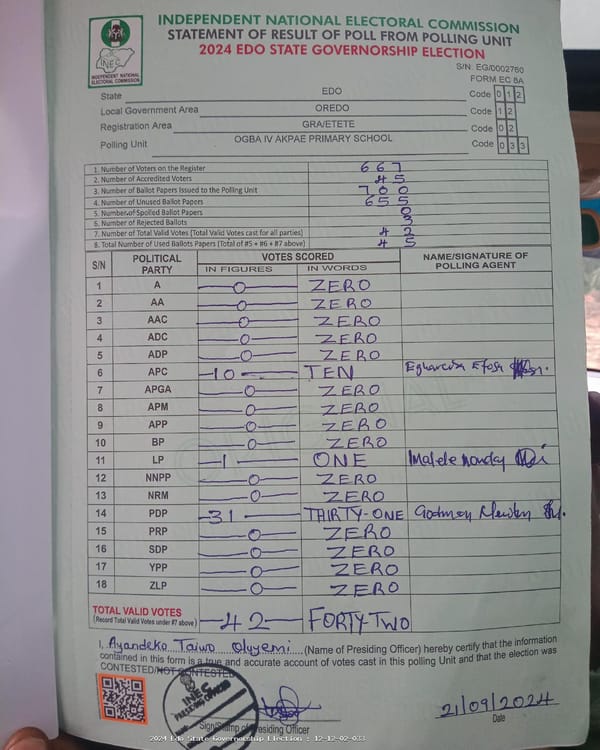 INDEPENDENT NATIONAL ELECTORAL COMMISSION
STATEMENT OF RESULT OF POLL FROM POLLING UNIT
2024 EDO STATE GOVERNORSHIP ELECTION
INEC
INDEPENDENT NATIONAL
ELECTORAL COMMISSION
S/N: EG/0002760
FORM EC 8A
State EDO Code 0 1 2
Local Government Area OREDO Code 1 2
Registration Area GRA/ETETE Code 0 2
Polling Unit OGBA IV AKPAE PRIMARY SCHOOL Code 0 3 3
1. Number of Voters on the Register 667
2. Number of Accredited Voters 45
3. Number of Ballot Papers Issued to the Polling Unit 700
4. Number of Unused Ballot Papers 655
5. Number of Spoiled Ballot Papers 0
6. Number of Rejected Ballots 3
7. Number of Total Valid Votes (Total Valid Votes cast for all parties) 42
8. Total Number of Used Ballots Papers (Total of #5 + #6 + #7 above) 45
S/N POLITICAL PARTY VOTES SCORED NAME/SIGNATURE OF POLLING AGENT
IN FIGURES IN WORDS
1 A 0 ZERO
2 AA 0 ZERO
3 AAC 0 ZERO
4 ADC 0 ZERO
5 ADP 0 ZERO
6 APC 10 TEN
7 APGA 0 ZERO
8 APM 0 ZERO
9 APP 0 ZERO
10 BP 0 ZERO
11 LP 1 ONE
12 NNPP 0 ZERO
13 NRM 0 ZERO
14 PDP 31 THIRTY-ONE
15 PRP 0 ZERO
16 SDP 0 ZERO
17 YPP 0 ZERO
18 ZLP 0 ZERO
TOTAL VALID VOTES 42 FORTY TWO
(Record Total Valid Votes under #7 above)
I, Ayandeko Taiwo Oluyemi (Name of Presiding Officer) hereby certify that the information
contained in this form is a true and accurate account of votes cast in this polling Unit and that the election was
CONTESTED/NOT CONTESTED
INEC
PRESIDING OFFICER
Sign/Stamp of Presiding Officer
21/09/2024
Date
2024 Edo State Governorship Election : 12-12-02-033